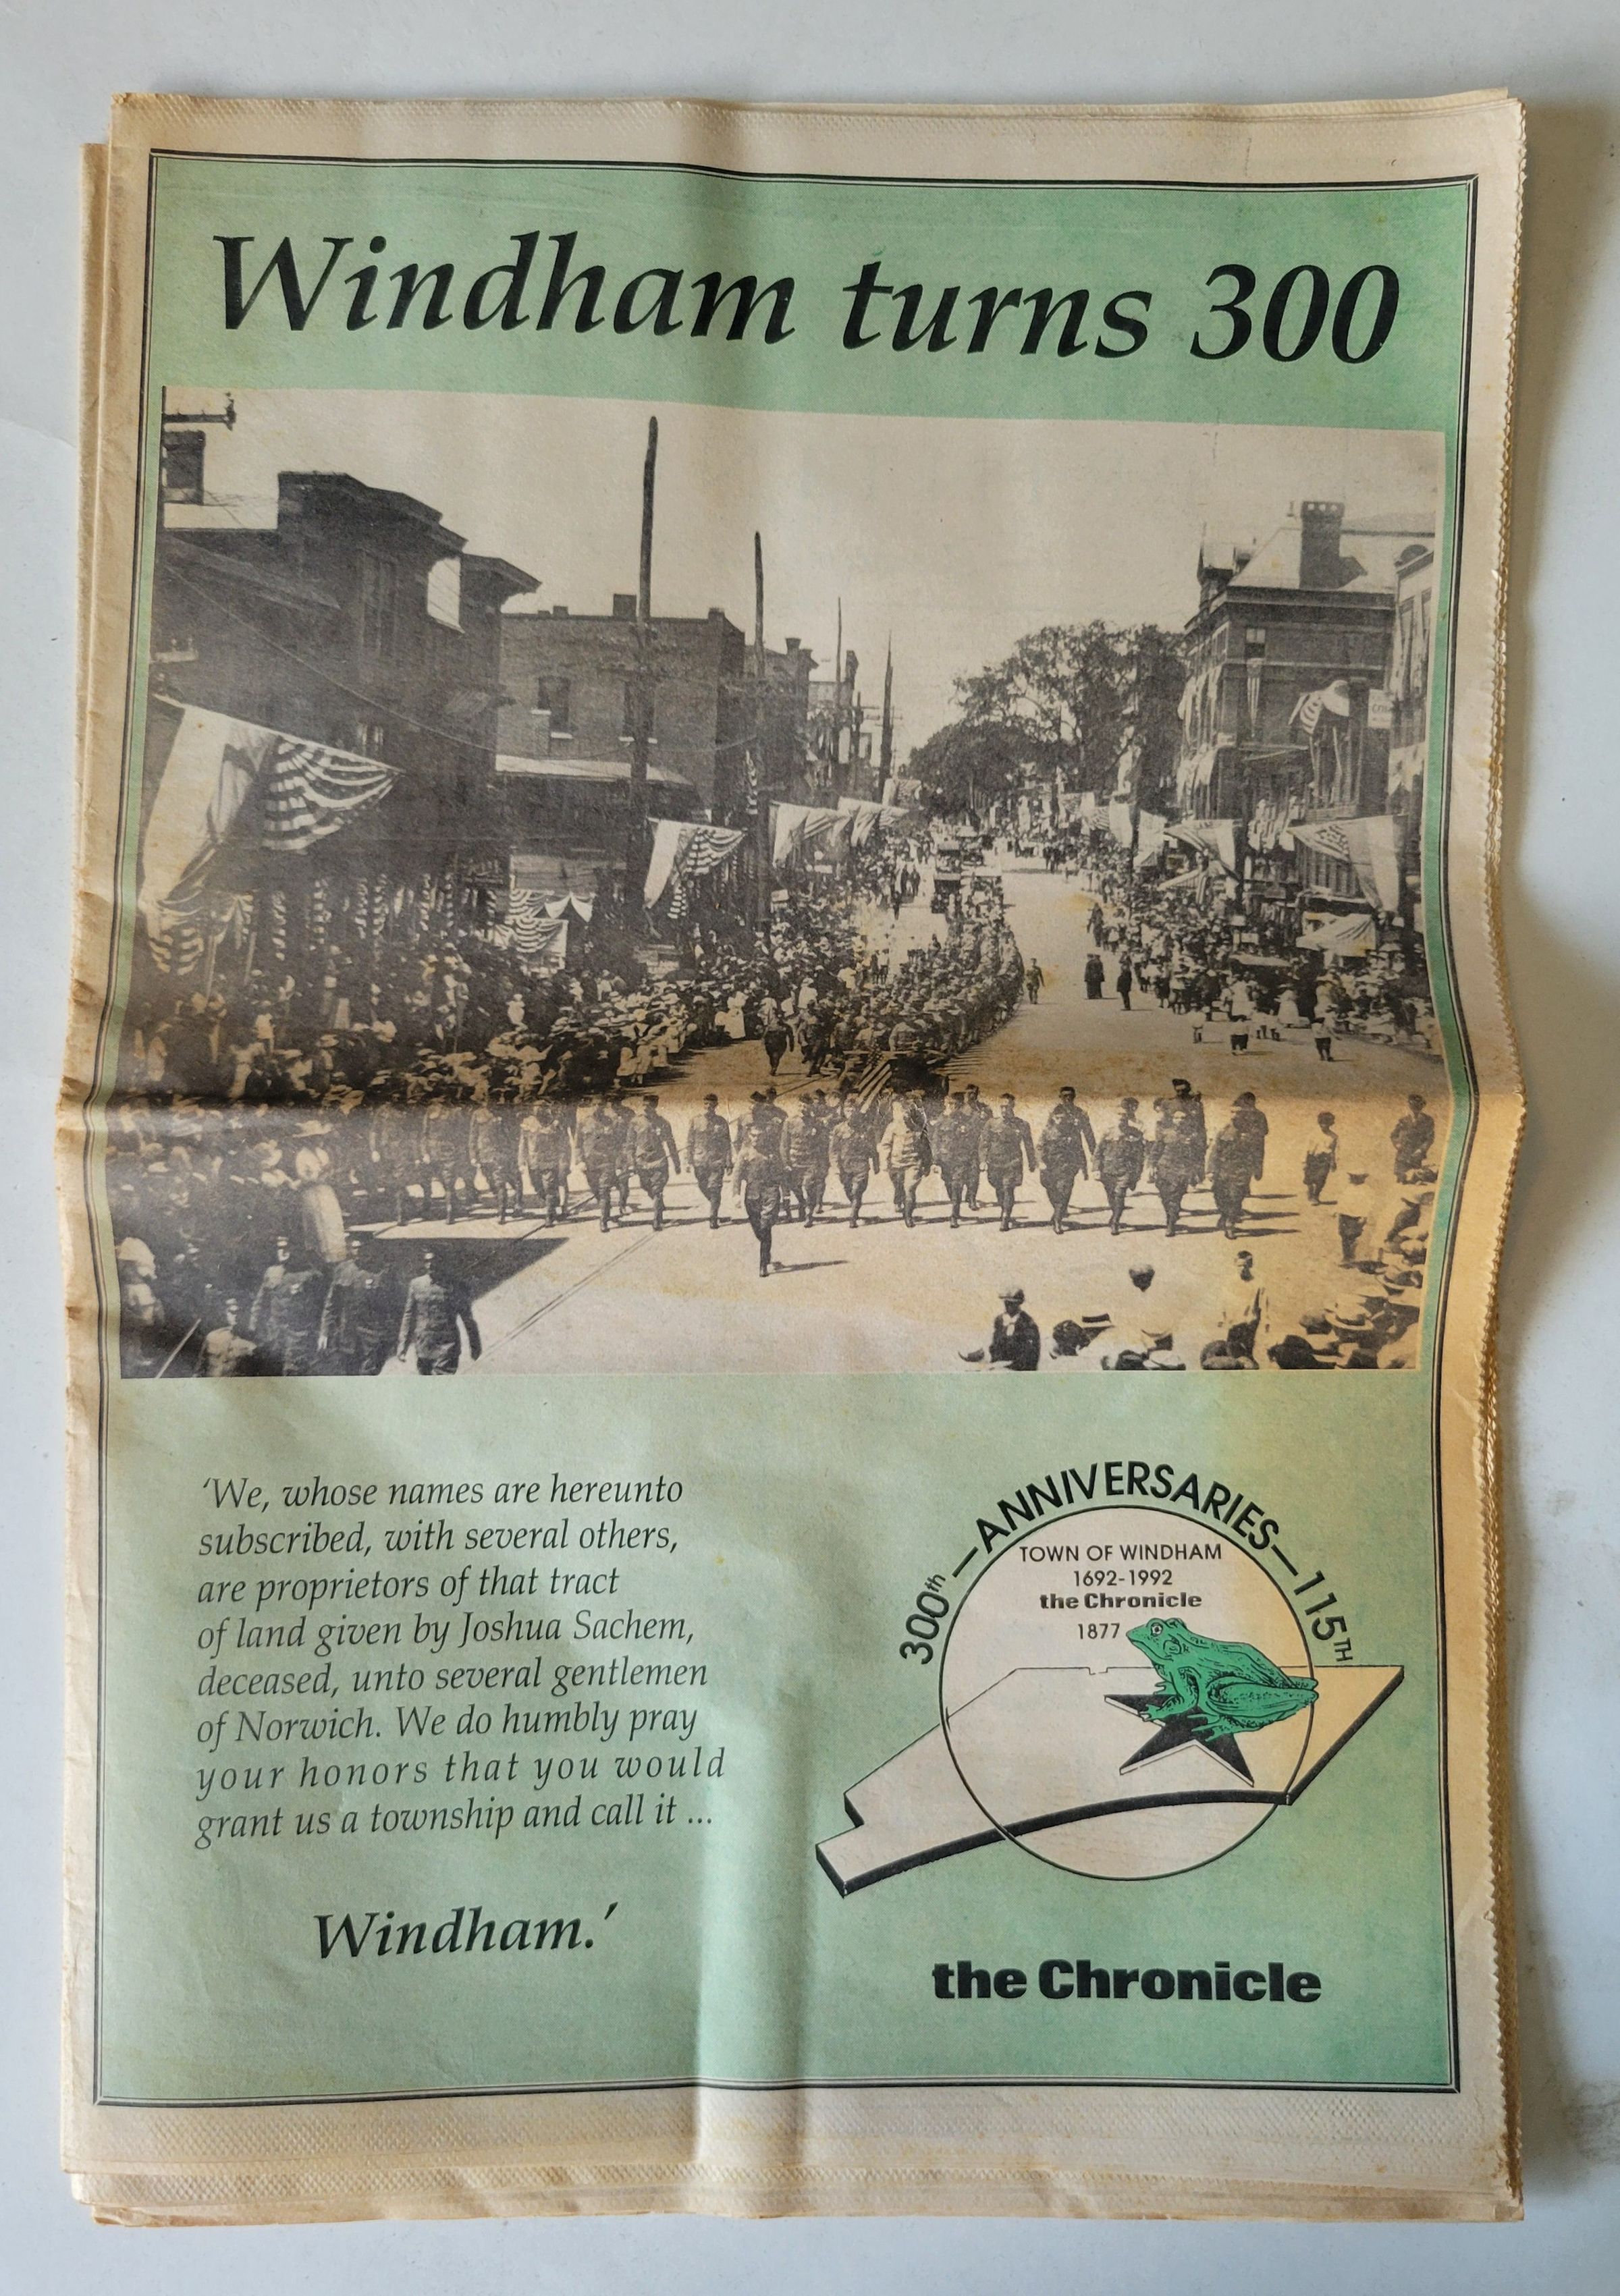 Windham turns 300
‘We, whose names are hereunto
subscribed, with several others,
are proprietors of that tract
of land given by Joshua Sachem,
deceased, unto several gentlemen
of Norwich. We do humbly pray
your honors that you would
grant us a township and call it ...
Windham.’
300th — ANNIVERSARIES — 115TH
TOWN OF WINDHAM
1692-1992
the Chronicle
1877
the Chronicle